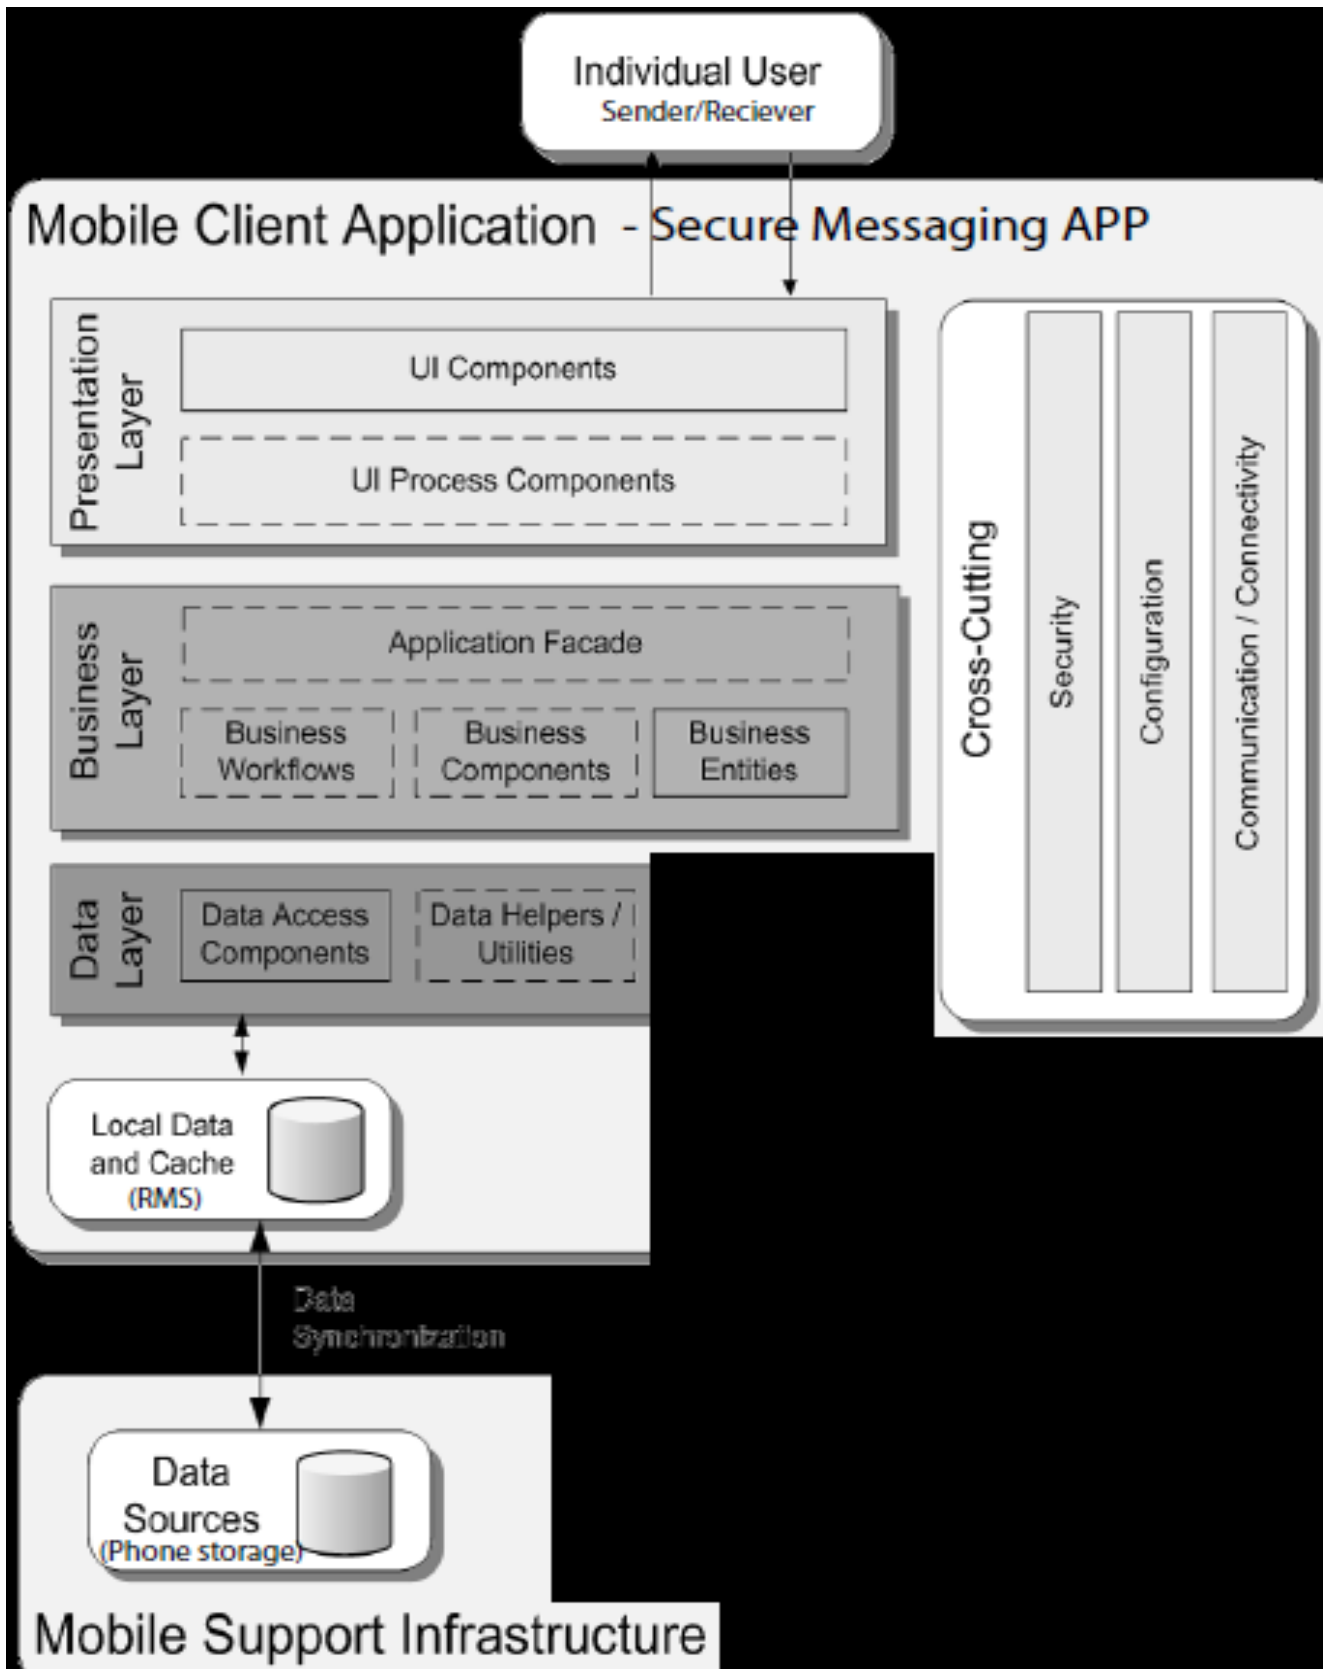 Individual User
Sender/Reciever
Mobile Client Application - Secure Messaging APP
Presentation
Layer
UI Components
UI Process Components
Business
Layer
Application Facade
Business
Workflows
Business
Components
Business
Entities
Data
Layer
Data Access
Components
Data Helpers /
Utilities
Cross-Cutting
Security
Configuration
Communication / Connectivity
Local Data
and Cache
(RMS)
Data
Synchronization
Data
Sources
(Phone storage)
Mobile Support Infrastructure